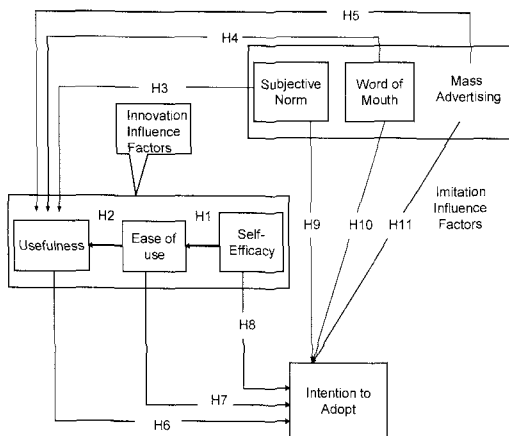 H5
H4
H3
Subjective
Norm
Word of
Mouth
Mass
Advertising
Innovation
Influence
Factors
H9
H10
H11
Imitation
Influence
Factors
H2
H1
Usefulness
Ease of
use
Self-
Efficacy
H8
H7
H6
Intention to
Adopt